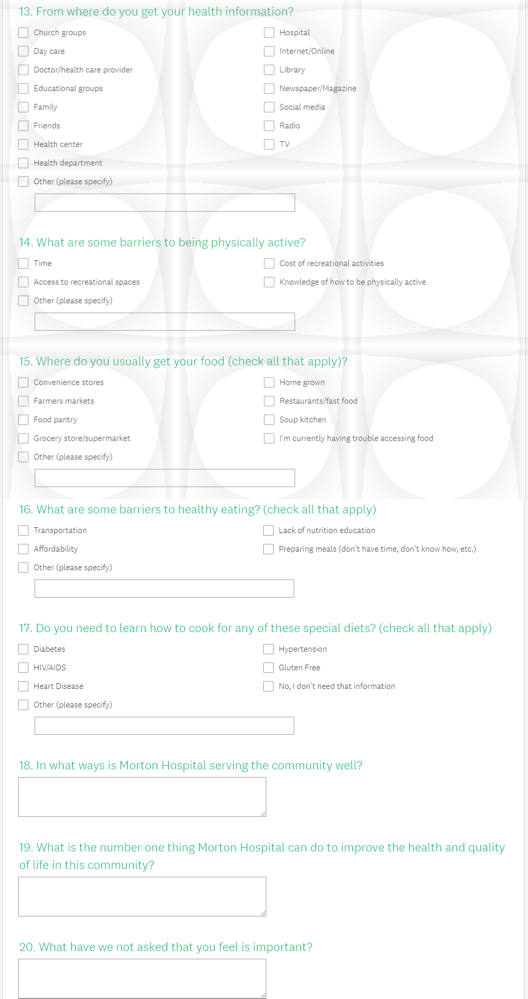 13. From where do you get your health information?
Church groups
Hospital
Day care
Internet/Online
Doctor/health care provider
Library
Educational groups
Newspaper/Magazine
Family
Social media
Friends
Radio
Health center
TV
Health department
Other (please specify)
14. What are some barriers to being physically active?
Time
Cost of recreational activities
Access to recreational spaces
Knowledge of how to be physically active
Other (please specify)
15. Where do you usually get your food (check all that apply)?
Convenience stores
Home grown
Farmers markets
Restaurants/fast food
Food pantry
Soup kitchen
Grocery store/supermarket
I'm currently having trouble accessing food
Other (please specify)
16. What are some barriers to healthy eating? (check all that apply)
Transportation
Lack of nutrition education
Affordability
Preparing meals (don't have time, don't know how, etc.)
Other (please specify)
17. Do you need to learn how to cook for any of these special diets? (check all that apply)
Diabetes
Hypertension
HIV/AIDS
Gluten Free
Heart Disease
No, I don't need that information
Other (please specify)
18. In what ways is Morton Hospital serving the community well?
19. What is the number one thing Morton Hospital can do to improve the health and quality
of life in this community?
20. What have we not asked that you feel is important?